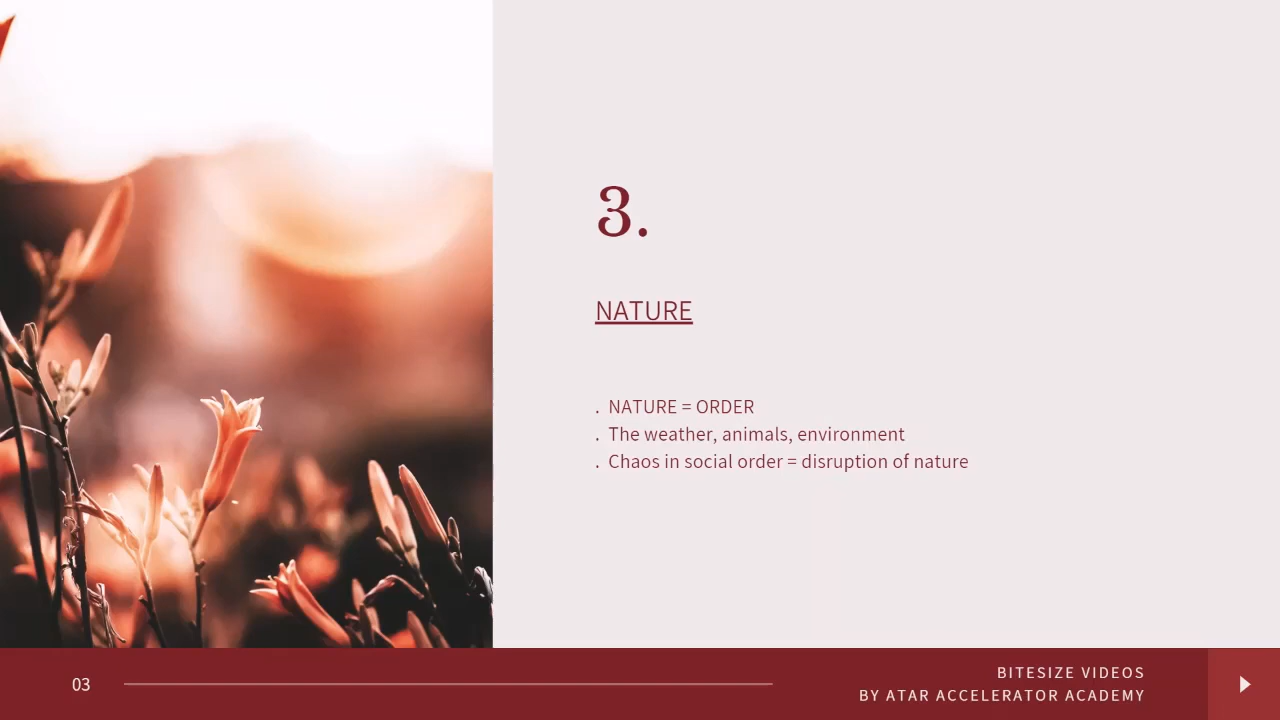 3.
NATURE
. NATURE = ORDER
. The weather, animals, environment
. Chaos in social order = disruption of nature
03
BITESIZE VIDEOS
BY ATAR ACCELERATOR ACADEMY